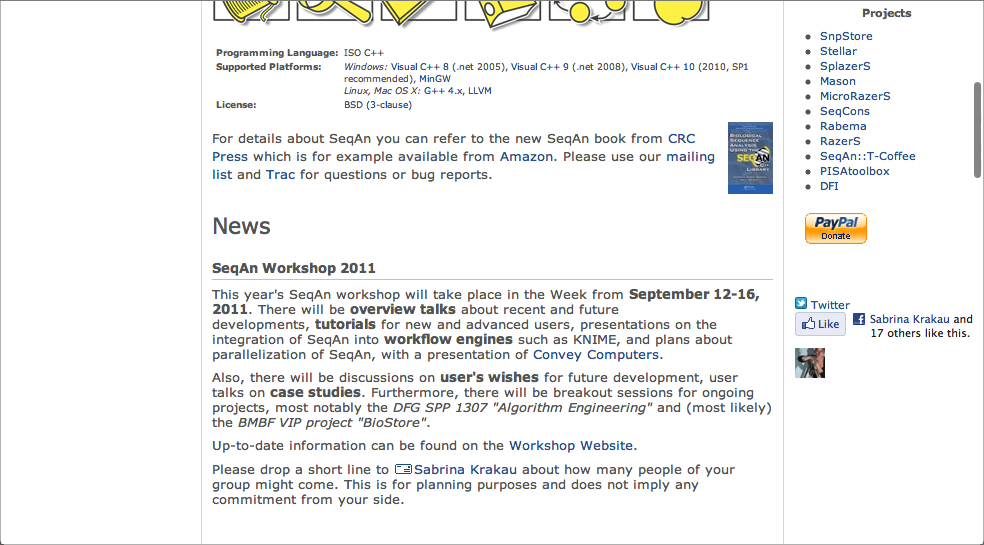 Programming Language: ISO C++
Supported Platforms: Windows: Visual C++ 8 (.net 2005), Visual C++ 9 (.net 2008), Visual C++ 10 (2010, SP1
recommended), MinGW
Linux, Mac OS X: G++ 4.x, LLVM
License: BSD (3-clause)
For details about SeqAn you can refer to the new SeqAn book from CRC
Press which is for example available from Amazon. Please use our mailing
list and Trac for questions or bug reports.
BIOLOGICAL
SEQUENCE
ANALYSIS
USING THE
SEQAN
C++
LIBRARY
News
SeqAn Workshop 2011
This year's SeqAn workshop will take place in the Week from September 12-16,
2011. There will be overview talks about recent and future
developments, tutorials for new and advanced users, presentations on the
integration of SeqAn into workflow engines such as KNIME, and plans about
parallelization of SeqAn, with a presentation of Convey Computers.
Also, there will be discussions on user's wishes for future development, user
talks on case studies. Furthermore, there will be breakout sessions for ongoing
projects, most notably the DFG SPP 1307 "Algorithm Engineering" and (most likely)
the BMBF VIP project "BioStore".
Up-to-date information can be found on the Workshop Website.
Please drop a short line to Sabrina Krakau about how many people of your
group might come. This is for planning purposes and does not imply any
commitment from your side.
Projects
SnpStore
Stellar
SplazerS
Mason
MicroRazerS
SeqCons
Rabema
RazerS
SeqAn::T-Coffee
PISAtoolbox
DFI
PayPal
Donate
Twitter
Like
Sabrina Krakau and
17 others like this.